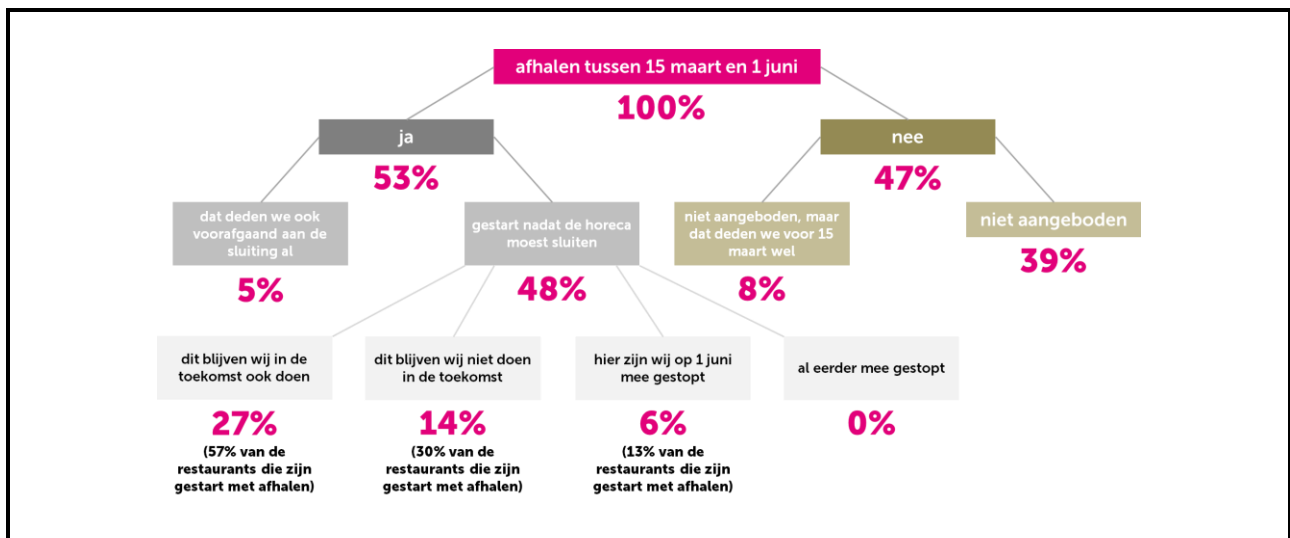 afhalen tussen 15 maart en 1 juni
100%
ja
53%
nee
47%
dat deden we ook
voorafgaand aan de
sluiting al
5%
gestart nadat de horeca
moest sluiten
48%
niet aangeboden, maar
dat deden we voor 15
maart wel
8%
niet aangeboden
39%
dit blijven wij in de
toekomst ook doen
27%
(57% van de
restaurants die zijn
gestart met afhalen)
dit blijven wij niet doen
in de toekomst
14%
(30% van de
restaurants die zijn
gestart met afhalen)
hier zijn wij op 1 juni
mee gestopt
6%
(13% van de
restaurants die zijn
gestart met afhalen)
al eerder mee gestopt
0%